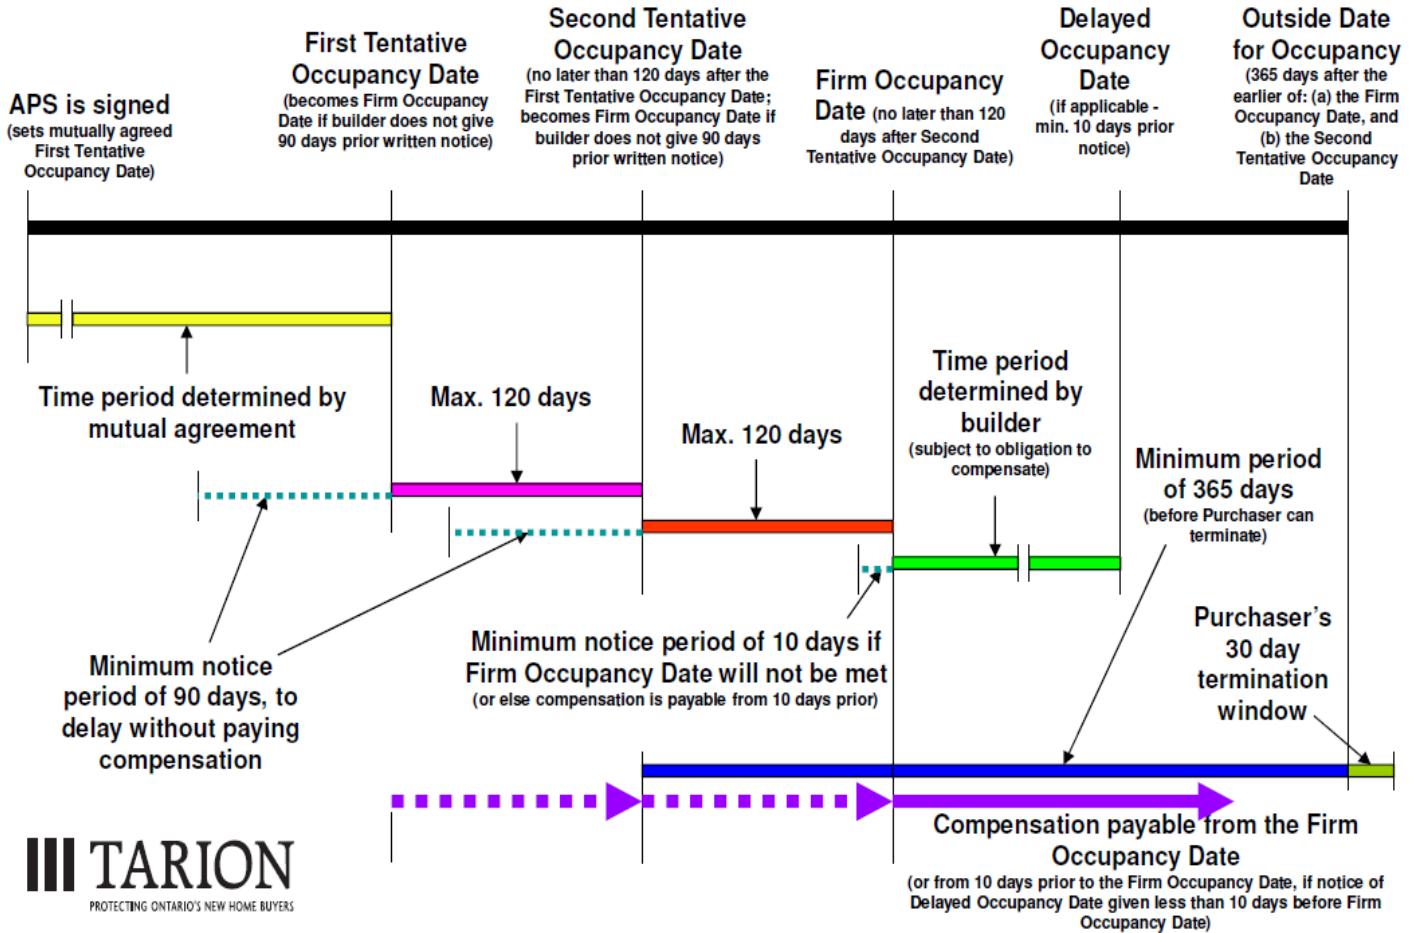 APS is signed
(sets mutually agreed
First Tentative
Occupancy Date)
First Tentative
Occupancy Date
(becomes Firm Occupancy
Date if builder does not give
90 days prior written notice)
Second Tentative
Occupancy Date
(no later than 120 days after the
First Tentative Occupancy Date;
becomes Firm Occupancy Date if
builder does not give 90 days
prior written notice)
Firm Occupancy
Date (no later than 120
days after Second
Tentative Occupancy Date)
Delayed
Occupancy
Date
(if applicable -
min. 10 days prior
notice)
Outside Date
for Occupancy
(365 days after the
earlier of: (a) the Firm
Occupancy Date, and
(b) the Second
Tentative Occupancy
Date
Time period determined by
mutual agreement
Max. 120 days
Max. 120 days
Time period
determined by
builder
(subject to obligation to
compensate)
Minimum period
of 365 days
(before Purchaser can
terminate)
Minimum notice
period of 90 days, to
delay without paying
compensation
Minimum notice period of 10 days if
Firm Occupancy Date will not be met
(or else compensation is payable from 10 days prior)
Purchaser's
30 day
termination
window
Compensation payable from the Firm
Occupancy Date
(or from 10 days prior to the Firm Occupancy Date, if notice of
Delayed Occupancy Date given less than 10 days before Firm
Occupancy Date)
TARION
PROTECTING ONTARIO'S NEW HOME BUYERS